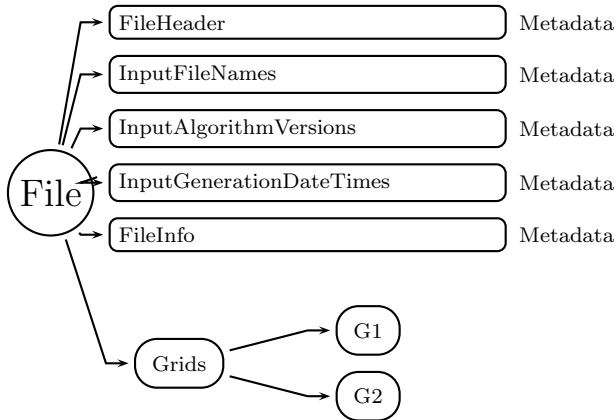 FileHeader Metadata
InputFileNames Metadata
InputAlgorithmVersions Metadata
File
InputGenerationDateTimes Metadata
FileInfo Metadata
G1
Grids
G2